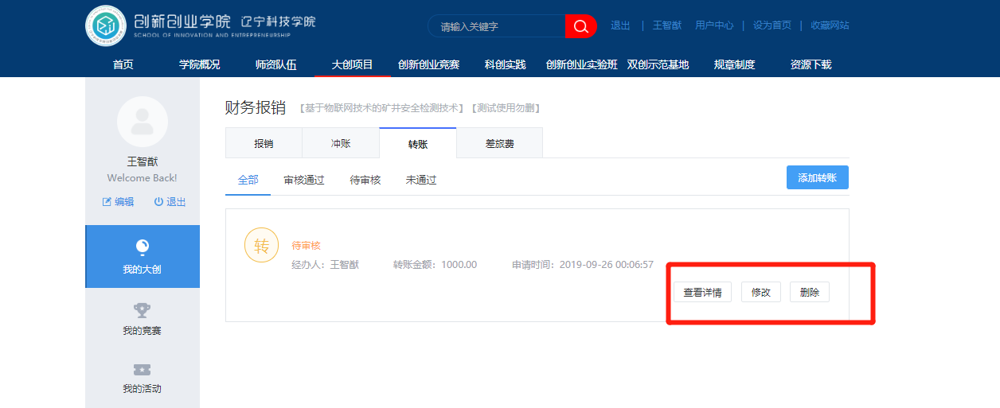 创新创业学院 辽宁科技学院
SCHOOL OF INNOVATION AND ENTREPRENEURSHIP
请输入关键字
退出 | 王智猷 用户中心 | 设为首页 | 收藏网站
首页 学院概况 师资队伍 大创项目 创新创业竞赛 科创实践 创新创业实验班 双创示范基地 规章制度 资源下载
王智猷
Welcome Back!
编辑 退出
我的大创
我的竞赛
我的活动
财务报销 【基于物联网技术的矿井安全检测技术】【测试使用勿删】
报销 冲账 转账 差旅费
全部 审核通过 待审核 未通过 添加转账
转
待审核
经办人：王智猷 转账金额：1000.00 申请时间：2019-09-26 00:06:57
查看详情 修改 删除